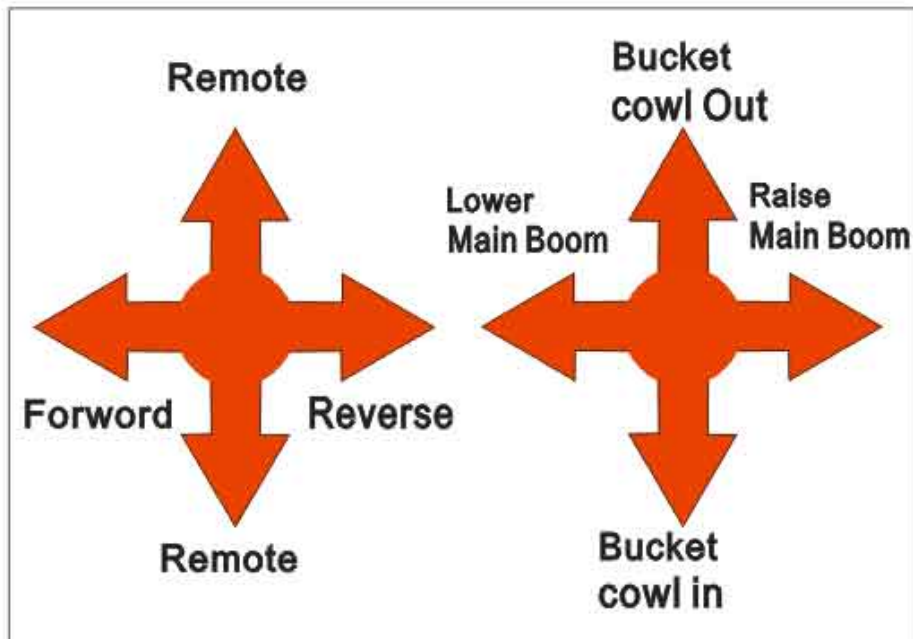 Remote
Forword
Reverse
Remote
Bucket
cowl Out
Lower
Main Boom
Raise
Main Boom
Bucket
cowl in